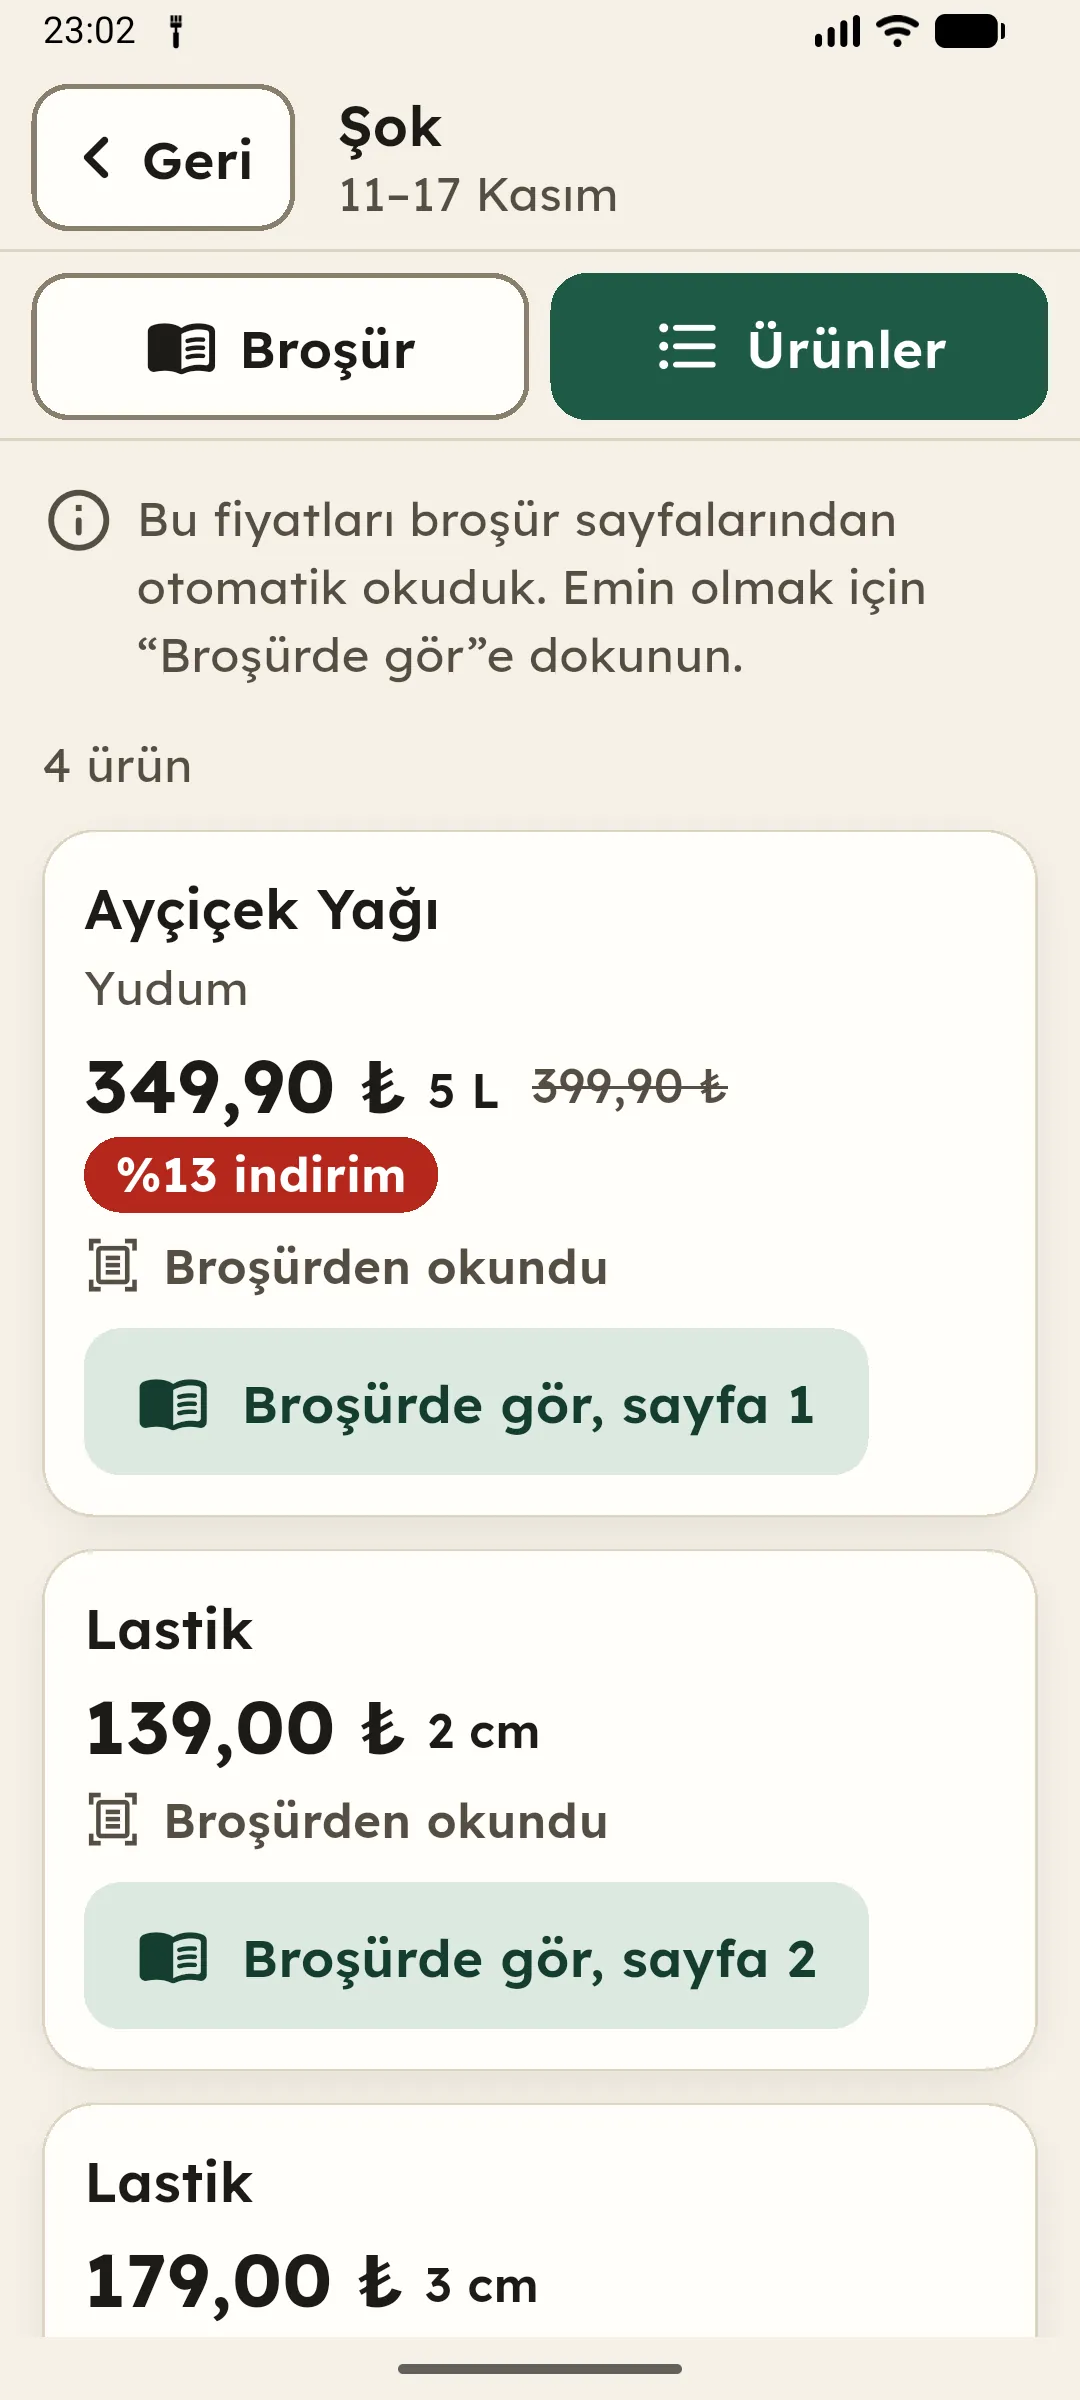 23:02
Geri
Şok
11–17 Kasım
Broşür
Ürünler
Bu fiyatları broşür sayfalarından
otomatik okuduk. Emin olmak için
“Broşürde gör”e dokunun.
4 ürün
Ayçiçek Yağı
Yudum
349,90 ₺ 5 L 399,90 ₺
%13 indirim
Broşürden okundu
Broşürde gör, sayfa 1
Lastik
139,00 ₺ 2 cm
Broşürden okundu
Broşürde gör, sayfa 2
Lastik
179,00 ₺ 3 cm